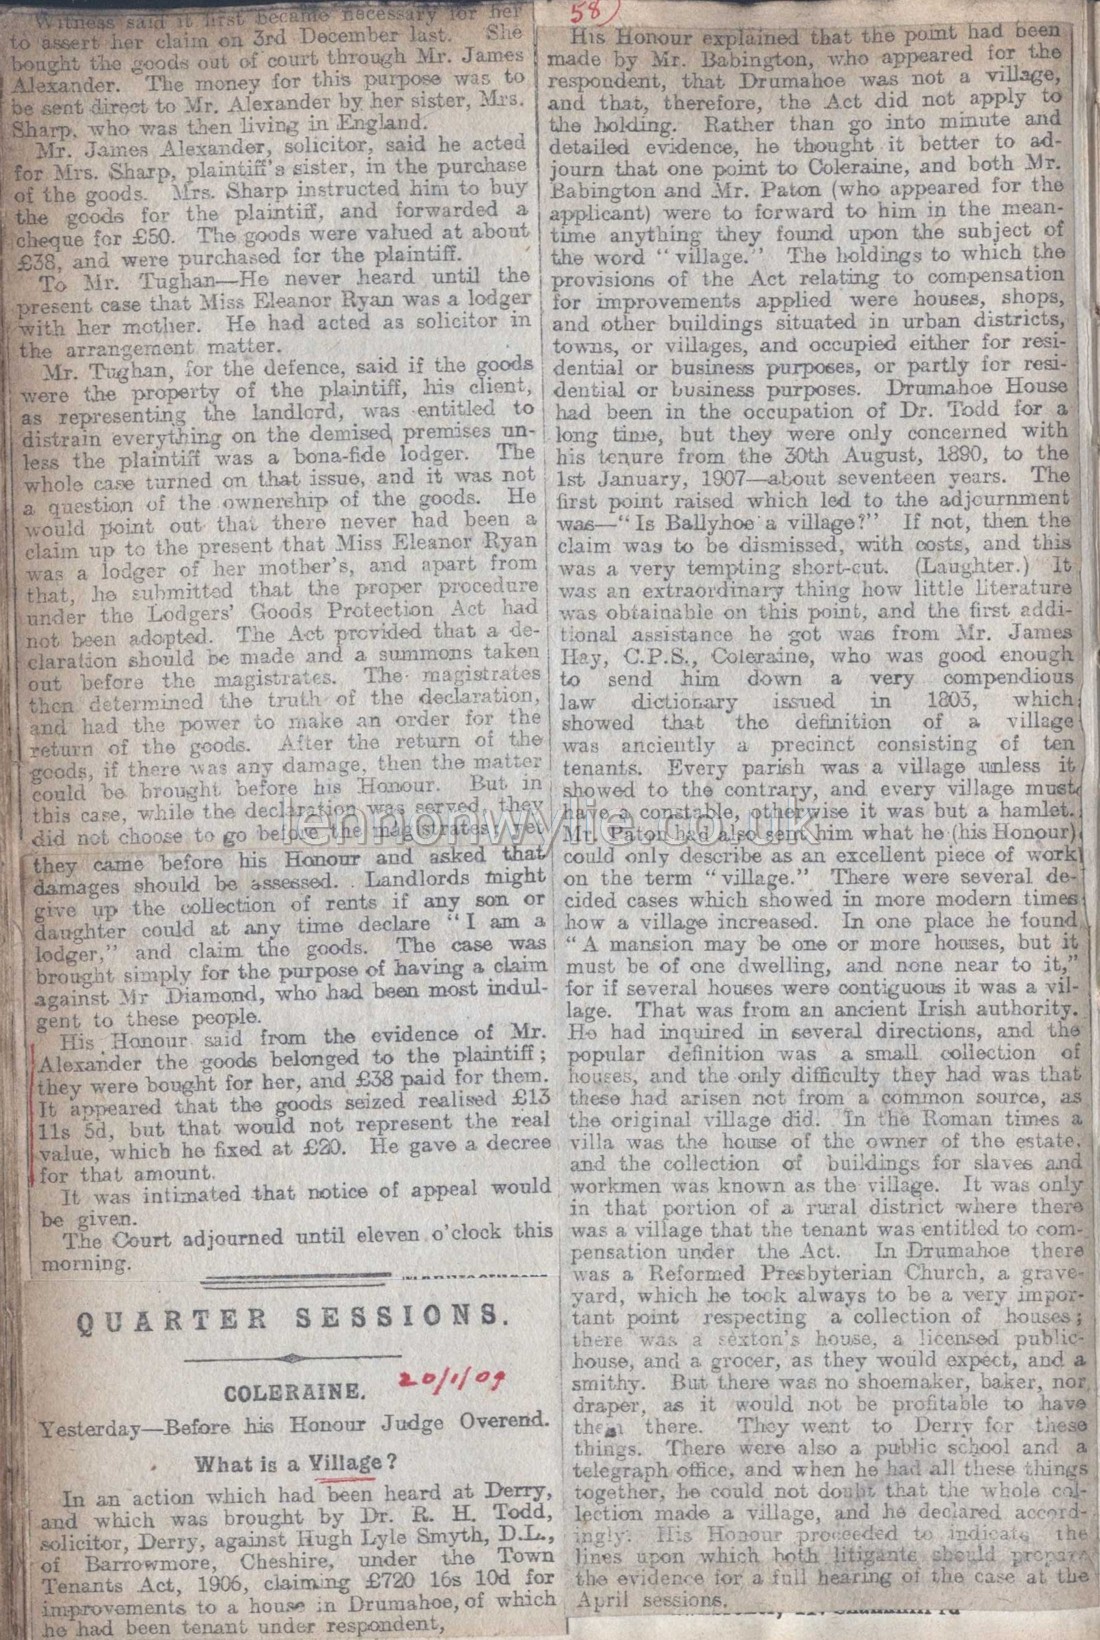 Witness said it first became necessary for her
to assert her claim on 3rd December last. She
bought the goods out of court through Mr. James
Alexander. The money for this purpose was to
be sent direct to Mr. Alexander by her sister, Mrs.
Sharp, who was then living in England.
Mr. James Alexander, solicitor, said he acted
for Mrs. Sharp, plaintiff's sister, in the purchase
of the goods. Mrs. Sharp instructed him to buy
the goods for the plaintiff, and forwarded a
cheque for £50. The goods were valued at about
£38, and were purchased for the plaintiff.
To Mr. Tughan—He never heard until the
present case that Miss Eleanor Ryan was a lodger
with her mother. He had acted as solicitor in
the arrangement matter.
Mr. Tughan, for the defence, said if the goods
were the property of the plaintiff, his client,
as representing the landlord, was entitled to
distrain everything on the demised premises un-
less the plaintiff was a bona-fide lodger. The
whole case turned on that issue, and it was not
a question of the ownership of the goods. He
would point out that there never had been a
claim up to the present that Miss Eleanor Ryan
was a lodger of her mother's, and apart from
that, he submitted that the proper procedure
under the Lodgers' Goods Protection Act had
not been adopted. The Act provided that a de-
claration should be made and a summons taken
out before the magistrates. The magistrates
then determined the truth of the declaration,
and had the power to make an order for the
return of the goods. After the return of the
goods, if there was any damage, then the matter
could be brought before his Honour. But in
this case, while the declaration was served, they
did not choose to go before the magistrates; yet
they came before his Honour and asked that
damages should be assessed. Landlords might
give up the collection of rents if any son or
daughter could at any time declare "I am a
lodger," and claim the goods. The case was
brought simply for the purpose of having a claim
against Mr Diamond, who had been most indul-
gent to these people.
His Honour said from the evidence of Mr.
Alexander the goods belonged to the plaintiff;
they were bought for her, and £38 paid for them.
It appeared that the goods seized realised £13
11s 5d, but that would not represent the real
value, which he fixed at £20. He gave a decree
for that amount.
It was intimated that notice of appeal would
be given.
The Court adjourned until eleven o'clock this
morning.
QUARTER SESSIONS.
COLERAINE.
20/1/09
Yesterday—Before his Honour Judge Overend.
What is a Village?
In an action which had been heard at Derry,
and which was brought by Dr. R. H. Todd,
solicitor, Derry, against Hugh Lyle Smyth, D.L.,
of Barrowmore, Cheshire, under the Town
Tenants Act, 1906, claiming £720 16s 10d for
improvements to a house in Drumahoe, of which
he had been tenant under respondent,
58)
His Honour explained that the point had been
made by Mr. Babington, who appeared for the
respondent, that Drumahoe was not a village,
and that, therefore, the Act did not apply to
the holding. Rather than go into minute and
detailed evidence, he thought it better to ad-
journ that one point to Coleraine, and both Mr.
Babington and Mr. Paton (who appeared for the
applicant) were to forward to him in the mean-
time anything they found upon the subject of
the word "village." The holdings to which the
provisions of the Act relating to compensation
for improvements applied were houses, shops,
and other buildings situated in urban districts,
towns, or villages, and occupied either for resi-
dential or business purposes, or partly for resi-
dential or business purposes. Drumahoe House
had been in the occupation of Dr. Todd for a
long time, but they were only concerned with
his tenure from the 30th August, 1890, to the
1st January, 1907—about seventeen years. The
first point raised which led to the adjournment
was—"Is Ballyhoe a village?" If not, then the
claim was to be dismissed, with costs, and this
was a very tempting short-cut. (Laughter.) It
was an extraordinary thing how little literature
was obtainable on this point, and the first addi-
tional assistance he got was from Mr. James
Hay, C.P.S., Coleraine, who was good enough
to send him down a very compendious
law dictionary issued in 1803, which
showed that the definition of a village
was anciently a precinct consisting of ten
tenants. Every parish was a village unless it
showed to the contrary, and every village must
have a constable, otherwise it was but a hamlet.
Mr. Paton had also sent him what he (his Honour)
could only describe as an excellent piece of work
on the term "village." There were several de-
cided cases which showed in more modern times
how a village increased. In one place he found
"A mansion may be one or more houses, but it
must be of one dwelling, and none near to it,"
for if several houses were contiguous it was a vil-
lage. That was from an ancient Irish authority.
He had inquired in several directions, and the
popular definition was a small collection of
houses, and the only difficulty they had was that
these had arisen not from a common source, as
the original village did. In the Roman times a
villa was the house of the owner of the estate,
and the collection of buildings for slaves and
workmen was known as the village. It was only
in that portion of a rural district where there
was a village that the tenant was entitled to com-
pensation under the Act. In Drumahoe there
was a Reformed Presbyterian Church, a grave-
yard, which he took always to be a very impor-
tant point respecting a collection of houses;
there was a sexton's house, a licensed public-
house, and a grocer, as they would expect, and a
smithy. But there was no shoemaker, baker, nor
draper, as it would not be profitable to have
them there. They went to Derry for these
things. There were also a public school and a
telegraph office, and when he had all these things
together, he could not doubt that the whole col-
lection made a village, and he declared accord-
ingly. His Honour proceeded to indicate the
lines upon which both litigants should prepare
the evidence for a full hearing of the case at the
April sessions.
lennonwylie.co.uk